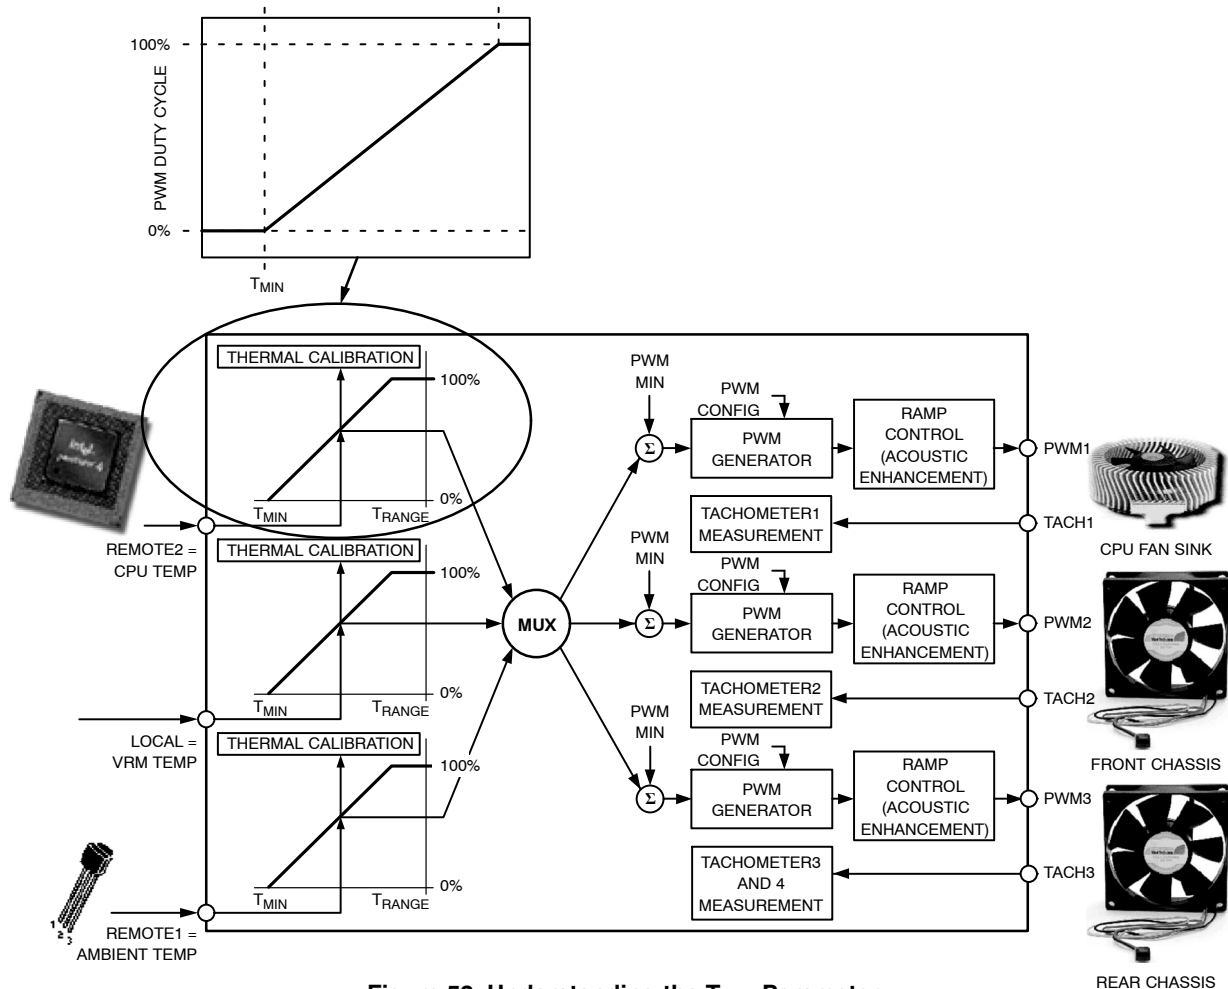 100%
PWM DUTY CYCLE
0%
TMIN
THERMAL CALIBRATION
100%
0%
TMIN
TRANGE
REMOTE2 =
CPU TEMP
THERMAL CALIBRATION
100%
0%
TMIN
TRANGE
LOCAL =
VRM TEMP
THERMAL CALIBRATION
100%
0%
TMIN
TRANGE
REMOTE1 =
AMBIENT TEMP
1
2
3
intel
MUX
PWM
MIN
Σ
PWM
CONFIG
PWM
GENERATOR
RAMP
CONTROL
(ACOUSTIC
ENHANCEMENT)
PWM1
TACHOMETER1
MEASUREMENT
TACH1
CPU FAN SINK
PWM
MIN
Σ
PWM
CONFIG
PWM
GENERATOR
RAMP
CONTROL
(ACOUSTIC
ENHANCEMENT)
PWM2
TACHOMETER2
MEASUREMENT
TACH2
FRONT CHASSIS
PWM
MIN
Σ
PWM
CONFIG
PWM
GENERATOR
RAMP
CONTROL
(ACOUSTIC
ENHANCEMENT)
PWM3
TACHOMETER3
AND 4
MEASUREMENT
TACH3
REAR CHASSIS